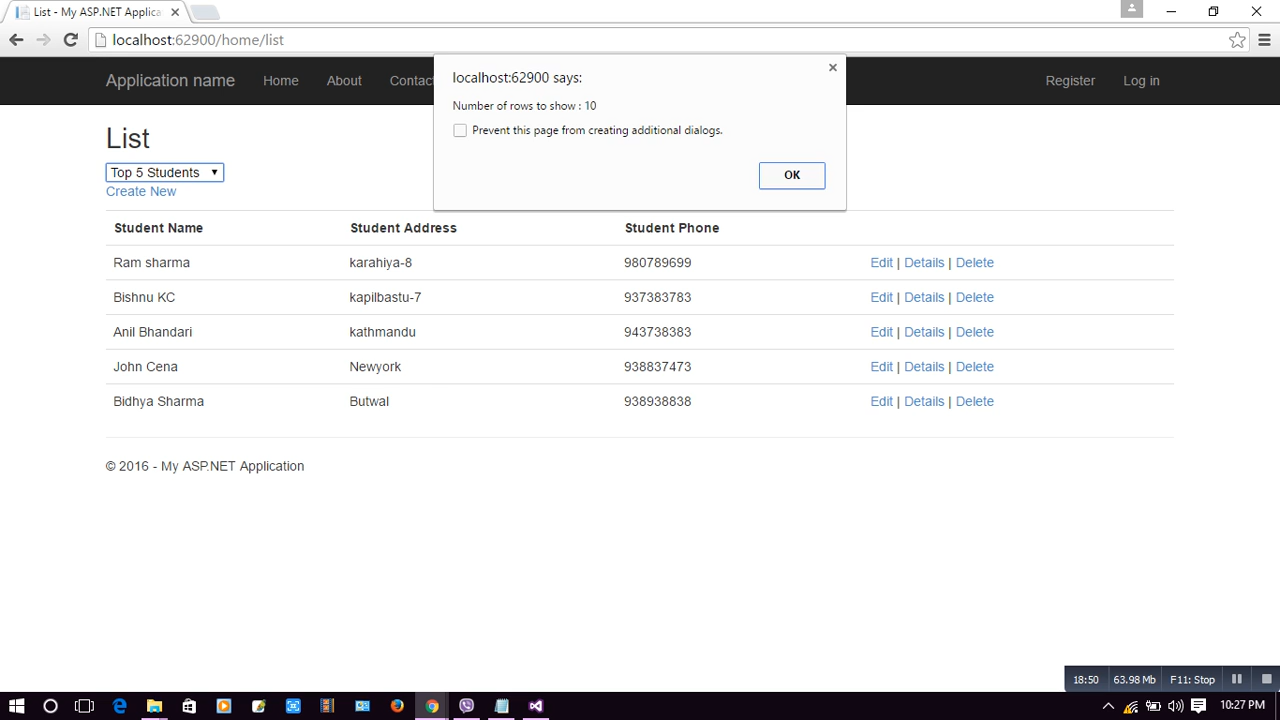 List - My ASP.NET Applica
localhost:62900/home/list
Application name Home About Contac Register Log in
localhost:62900 says:
Number of rows to show : 10
Prevent this page from creating additional dialogs.
OK
List
Top 5 Students
Create New
Student Name Student Address Student Phone
Ram sharma karahiya-8 980789699 Edit | Details | Delete
Bishnu KC kapilbastu-7 937383783 Edit | Details | Delete
Anil Bhandari kathmandu 943738383 Edit | Details | Delete
John Cena Newyork 938837473 Edit | Details | Delete
Bidhya Sharma Butwal 938938838 Edit | Details | Delete
© 2016 - My ASP.NET Application
18:50 63.98 Mb F11: Stop
10:27 PM